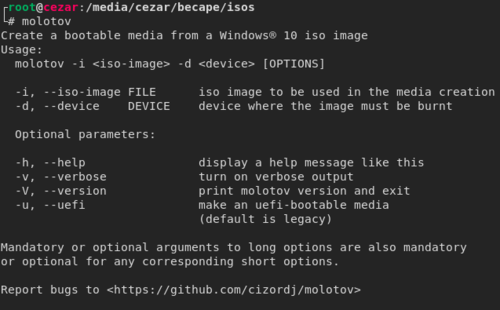 root@cezar:/media/cezar/becape/isos
# molotov
Create a bootable media from a Windows® 10 iso image
Usage:
molotov -i <iso-image> -d <device> [OPTIONS]
-i, --iso-image FILE iso image to be used in the media creation
-d, --device DEVICE device where the image must be burnt
Optional parameters:
-h, --help display a help message like this
-v, --verbose turn on verbose output
-V, --version print molotov version and exit
-u, --uefi make an uefi-bootable media
(default is legacy)
Mandatory or optional arguments to long options are also mandatory
or optional for any corresponding short options.
Report bugs to <https://github.com/cizordj/molotov>